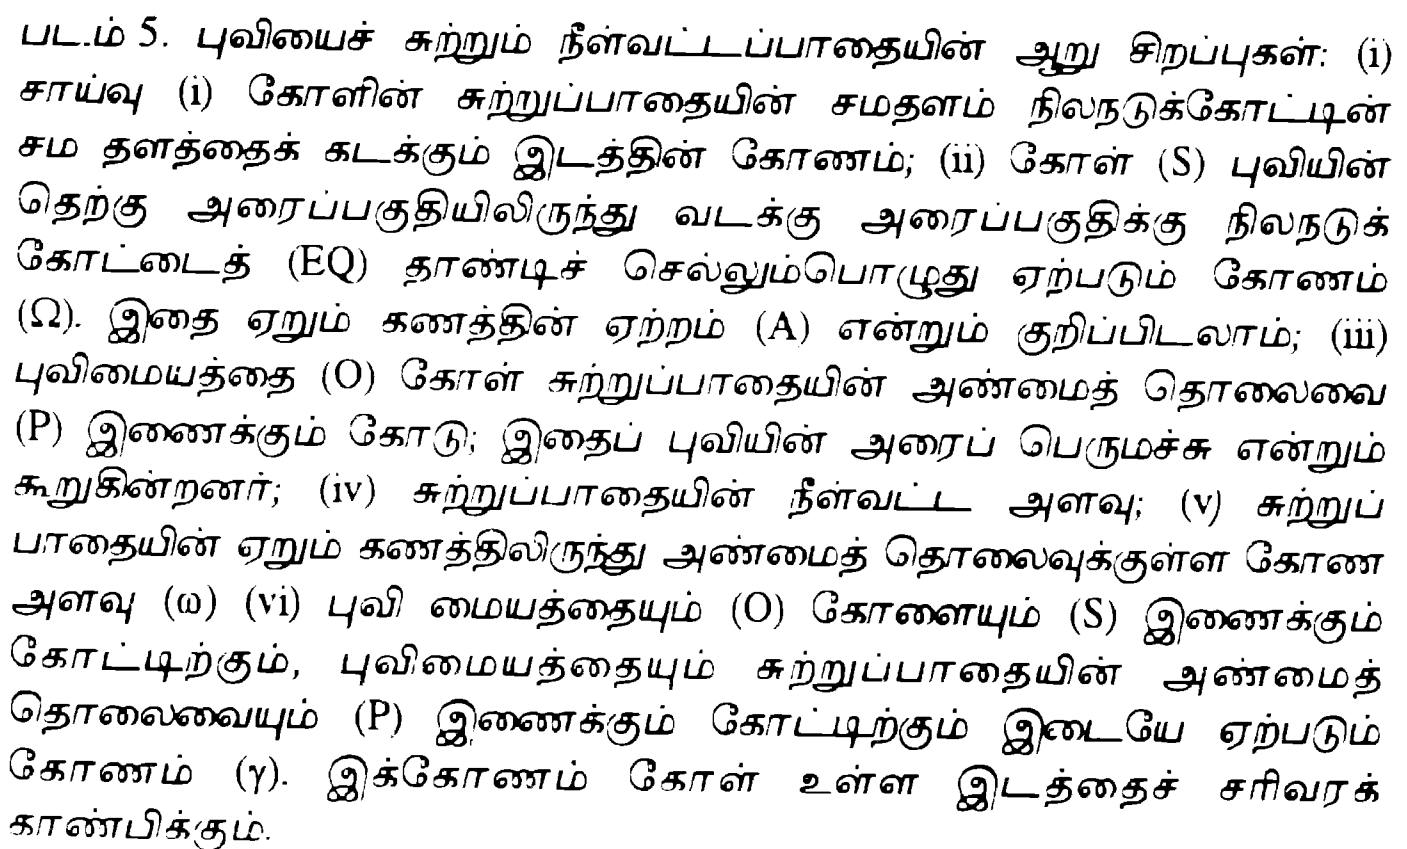 படம் 5. புவியைச் சுற்றும் நீள்வட்டப்பாதையின் ஆறு சிறப்புகள்: (i)
சாய்வு (i) கோளின் சுற்றுப்பாதையின் சமதளம் நிலநடுக்கோட்டின்
சம தளத்தைக் கடக்கும் இடத்தின் கோணம்; (ii) கோள் (S) புவியின்
தெற்கு அரைப்பகுதியிலிருந்து வடக்கு அரைப்பகுதிக்கு நிலநடுக்
கோட்டைத் (EQ) தாண்டிச் செல்லும்பொழுது ஏற்படும் கோணம்
(Ω). இதை ஏறும் கணத்தின் ஏற்றம் (A) என்றும் குறிப்பிடலாம்; (iii)
புவிமையத்தை (O) கோள் சுற்றுப்பாதையின் அண்மைத் தொலைவை
(P) இணைக்கும் கோடு; இதைப் புவியின் அரைப் பெருமச்சு என்றும்
கூறுகின்றனர்; (iv) சுற்றுப்பாதையின் நீள்வட்ட அளவு; (v) சுற்றுப்
பாதையின் ஏறும் கணத்திலிருந்து அண்மைத் தொலைவுக்குள்ள கோண
அளவு (ω) (vi) புவி மையத்தையும் (O) கோளையும் (S) இணைக்கும்
கோட்டிற்கும், புவிமையத்தையும் சுற்றுப்பாதையின் அண்மைத்
தொலைவையும் (P) இணைக்கும் கோட்டிற்கும் இடையே ஏற்படும்
கோணம் (γ). இக்கோணம் கோள் உள்ள இடத்தைச் சரிவரக்
காண்பிக்கும்.